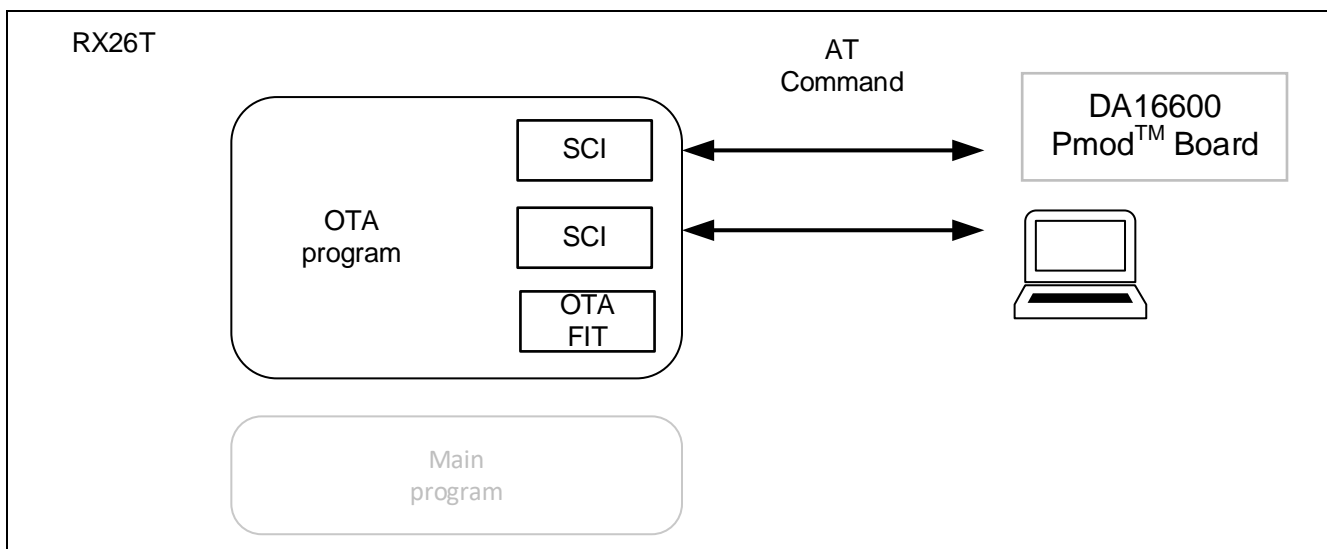 RX26T
AT
Command
DA16600
Pmod™ Board
SCI
OTA
program
SCI
OTA
FIT
Main
program